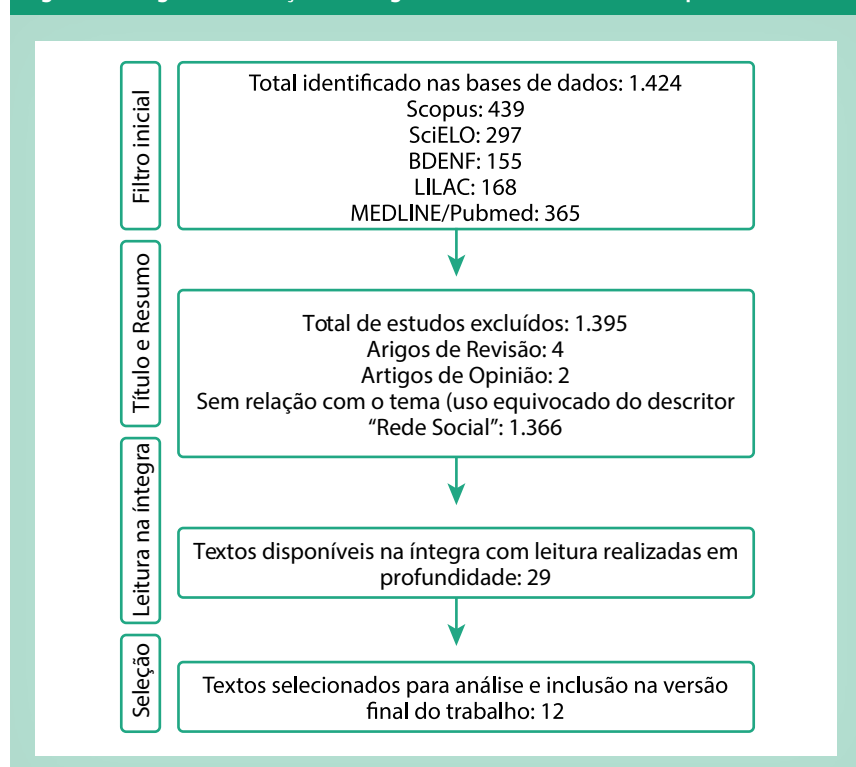 Filtro inicial
Total identificado nas bases de dados: 1.424
Scopus: 439
SciELO: 297
BDENF: 155
LILAC: 168
MEDLINE/Pubmed: 365
Título e Resumo
Total de estudos excluídos: 1.395
Arigos de Revisão: 4
Artigos de Opinião: 2
Sem relação com o tema (uso equivocado do descritor
“Rede Social”: 1.366
Leitura na íntegra
Textos disponíveis na íntegra com leitura realizadas em
profundidade: 29
Seleção
Textos selecionados para análise e inclusão na versão
final do trabalho: 12